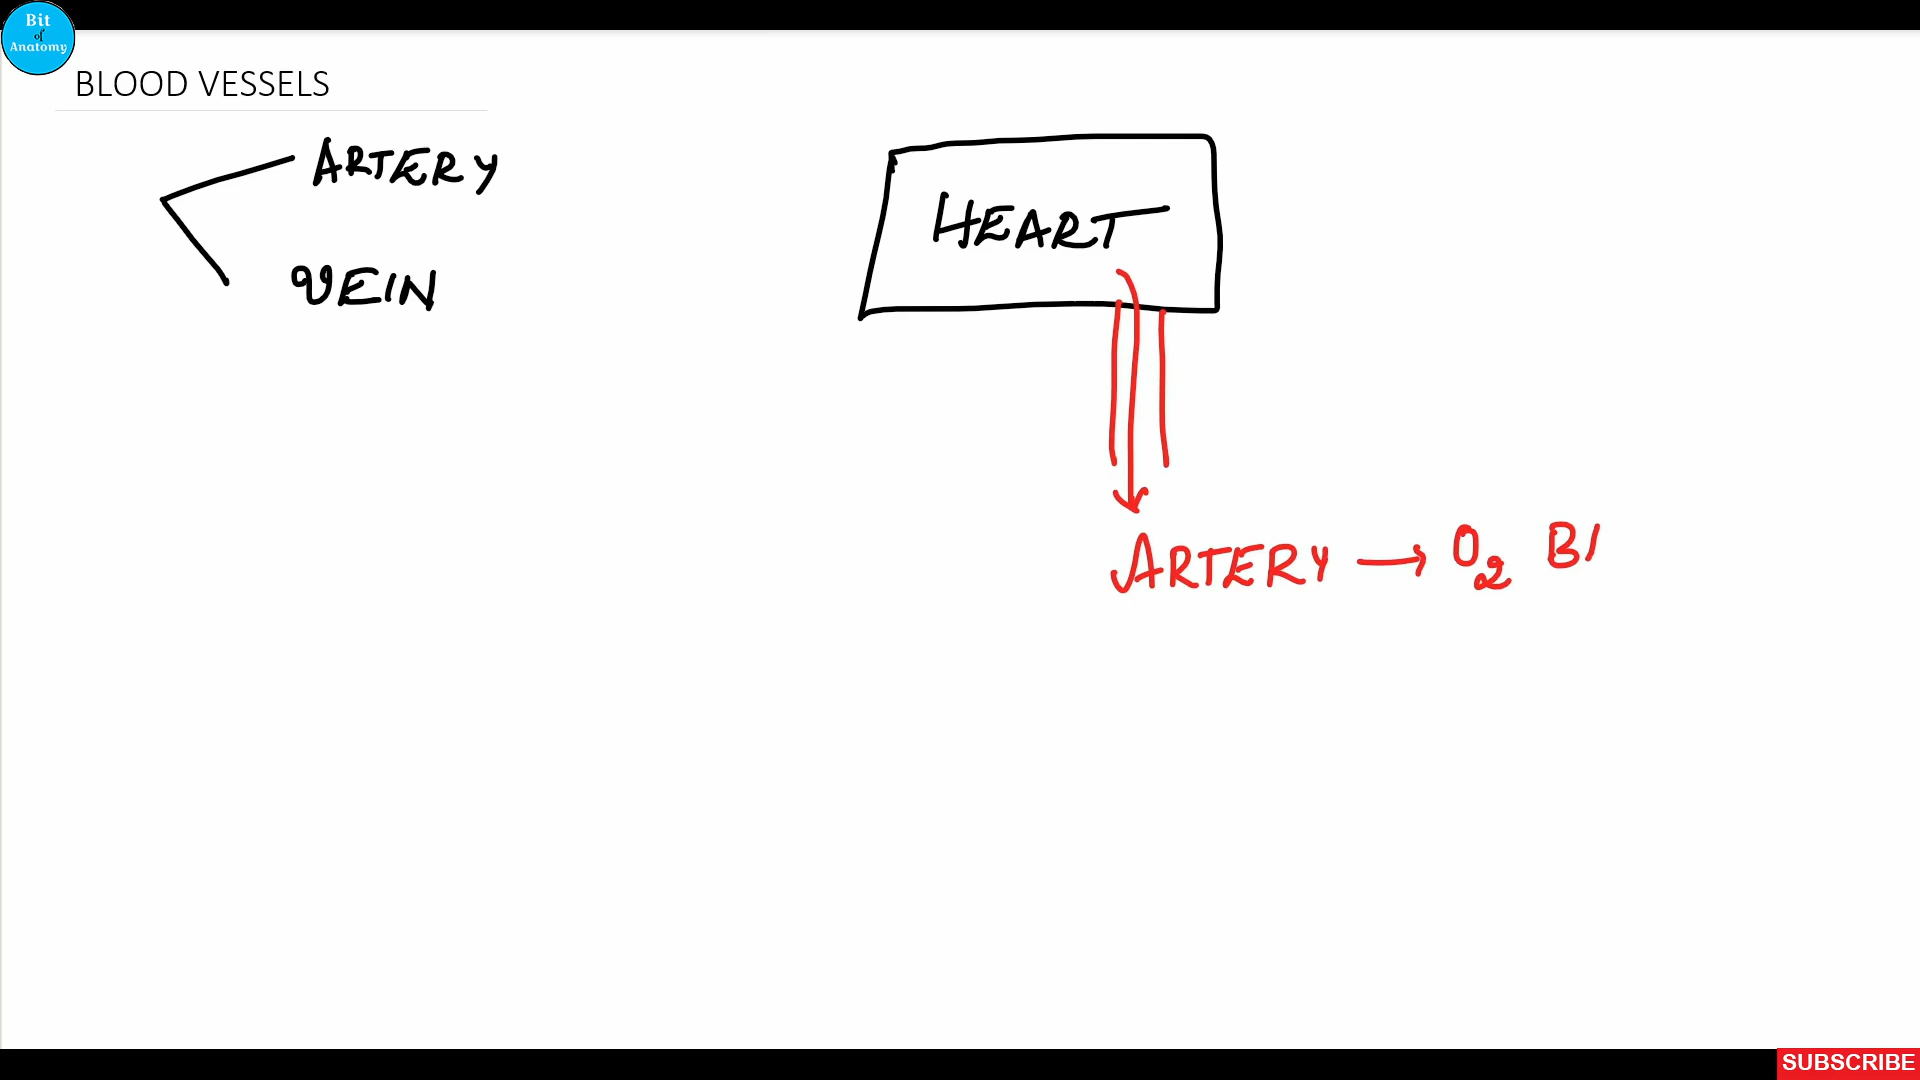 Bit
of
Anatomy
BLOOD VESSELS
ARTERY
VEIN
HEART
ARTERY → O₂ Bl
SUBSCRIBE